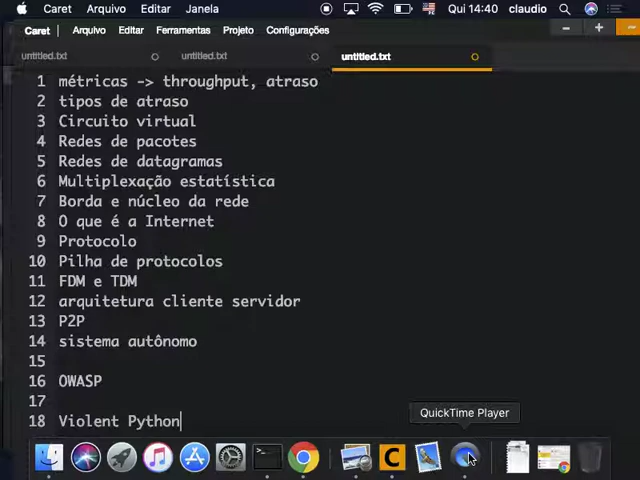 Caret Arquivo Editar Janela Qui 14:40 claudio
Caret Arquivo Editar Ferramentas Projeto Configurações
untitled.txt untitled.txt untitled.txt
1 métricas -> throughput, atraso
2 tipos de atraso
3 Circuito virtual
4 Redes de pacotes
5 Redes de datagramas
6 Multiplexação estatística
7 Borda e núcleo da rede
8 O que é a Internet
9 Protocolo
10 Pilha de protocolos
11 FDM e TDM
12 arquitetura cliente servidor
13 P2P
14 sistema autônomo
15
16 OWASP
17
18 Violent Python
QuickTime Player